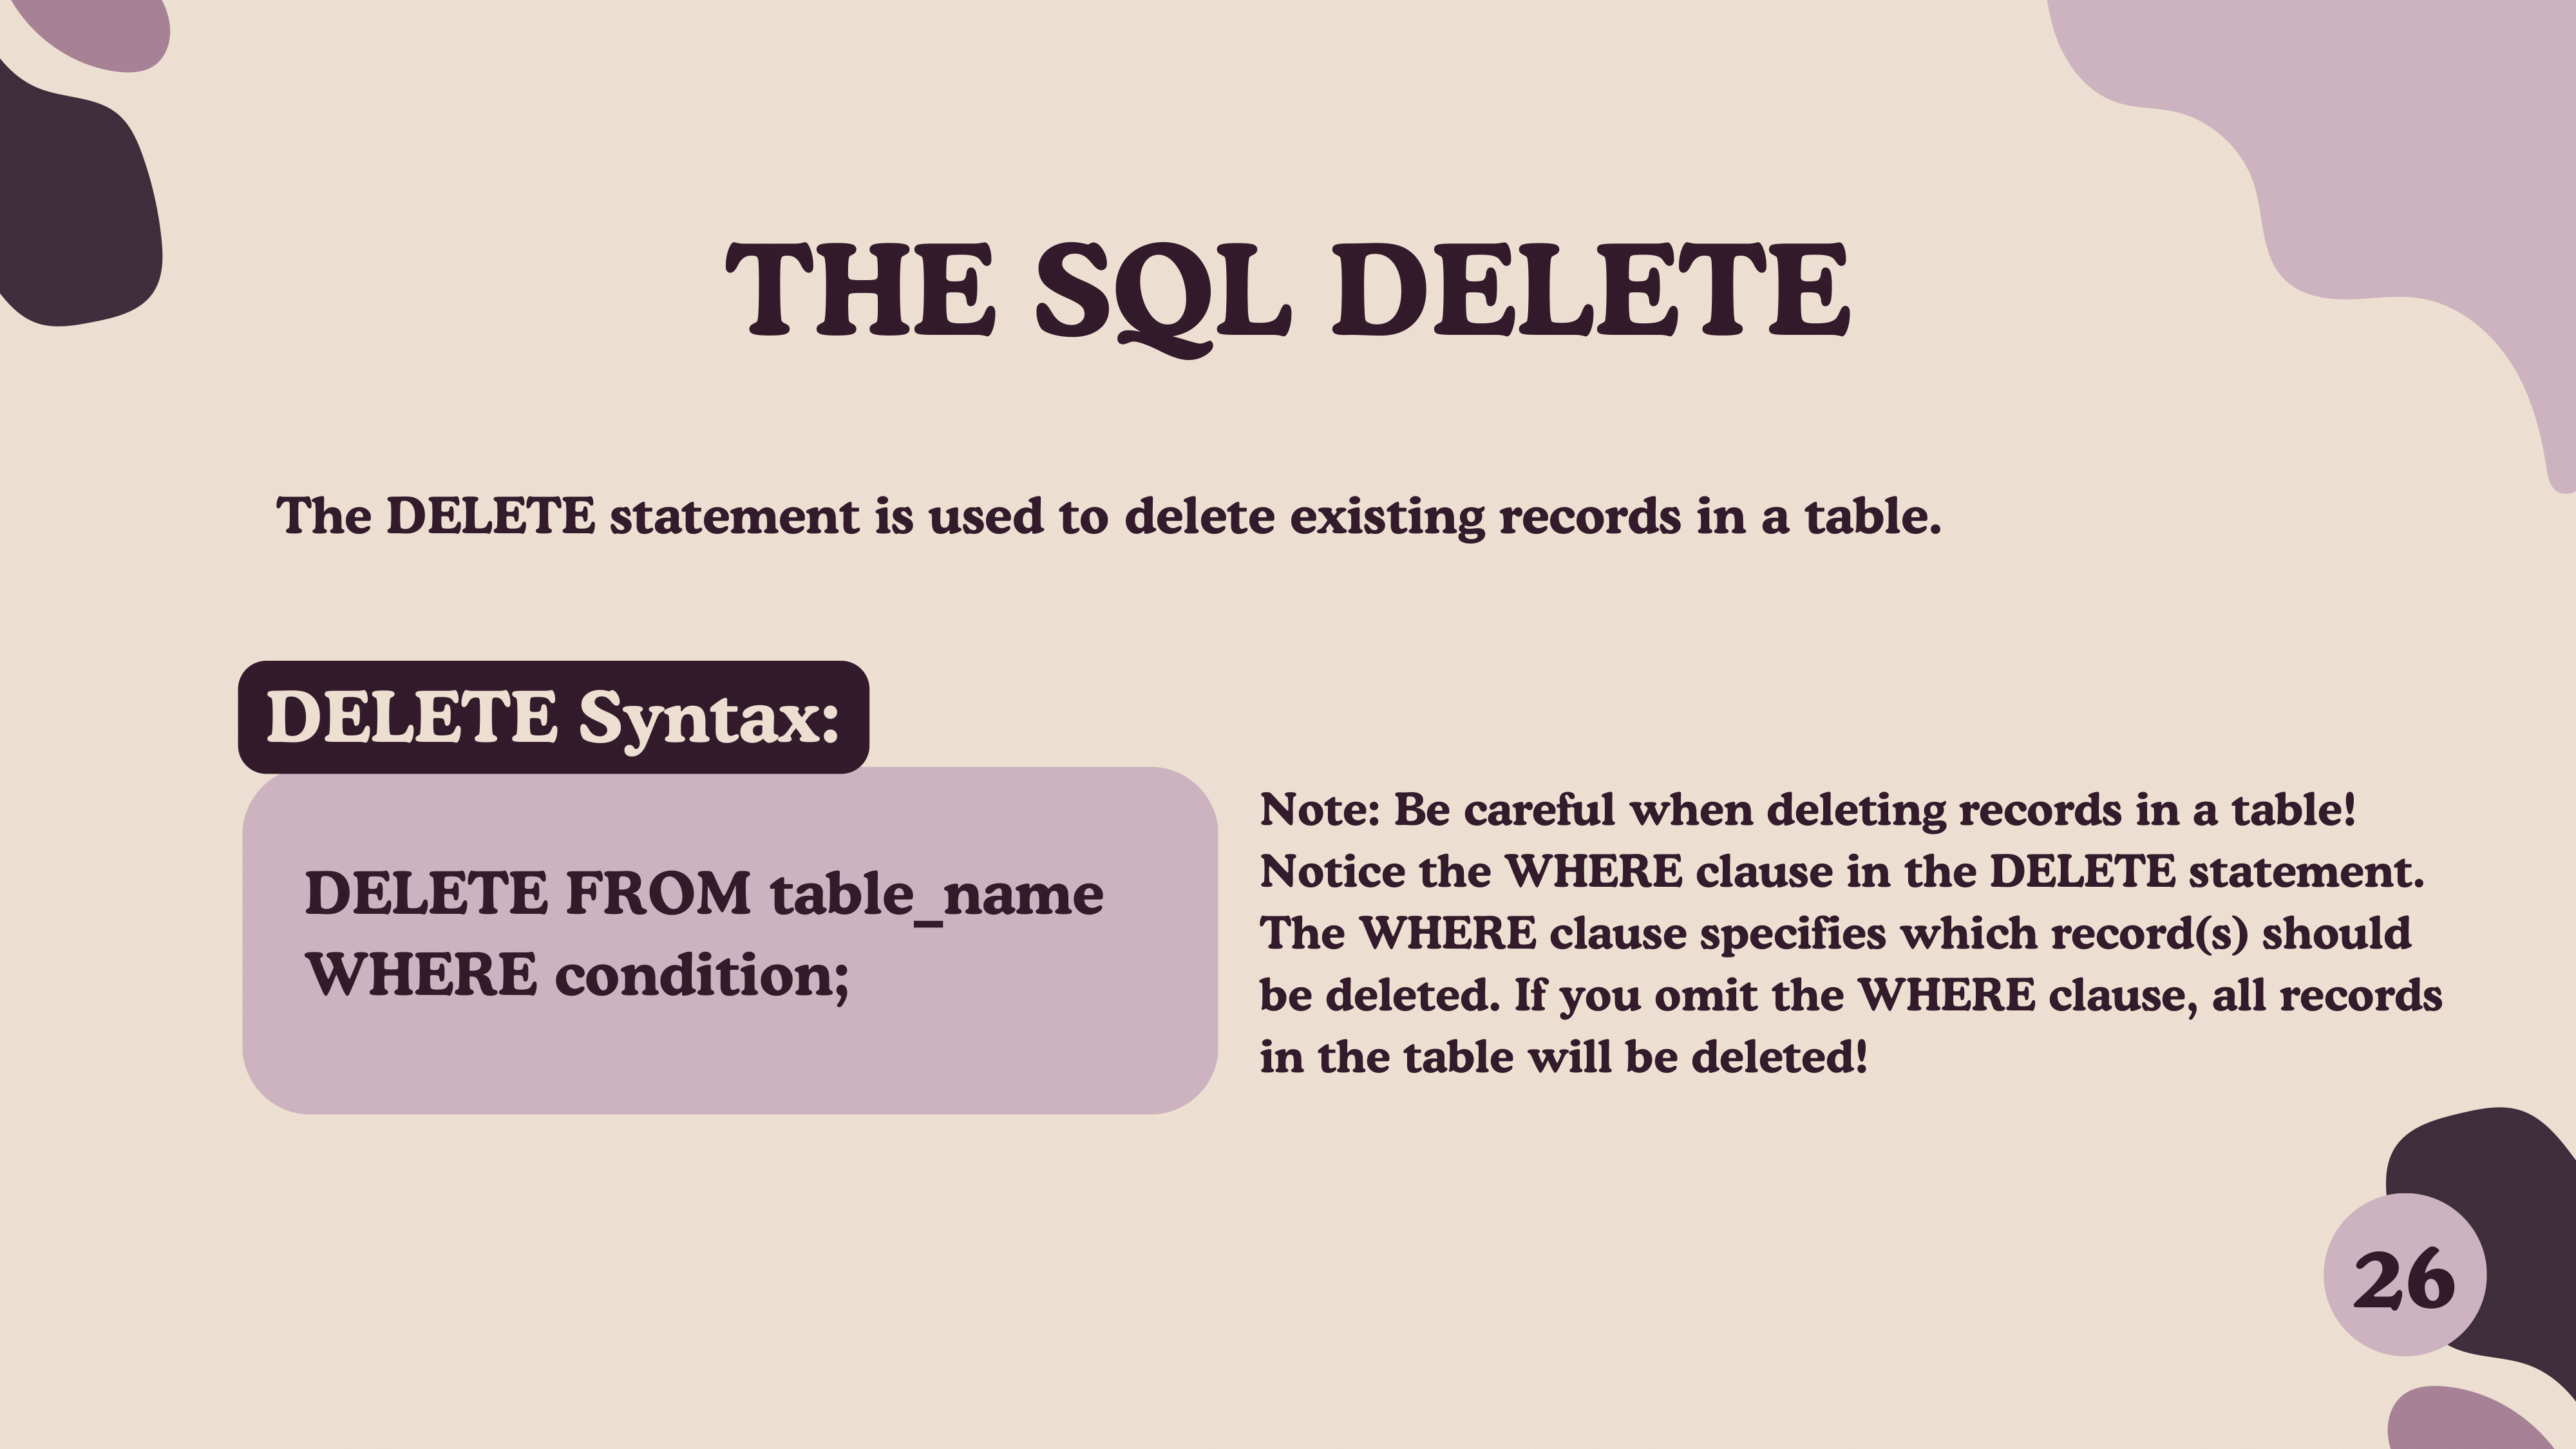 THE SQL DELETE
The DELETE statement is used to delete existing records in a table.
DELETE Syntax:
DELETE FROM table_name
WHERE condition;
Note: Be careful when deleting records in a table!
Notice the WHERE clause in the DELETE statement.
The WHERE clause specifies which record(s) should
be deleted. If you omit the WHERE clause, all records
in the table will be deleted!
26